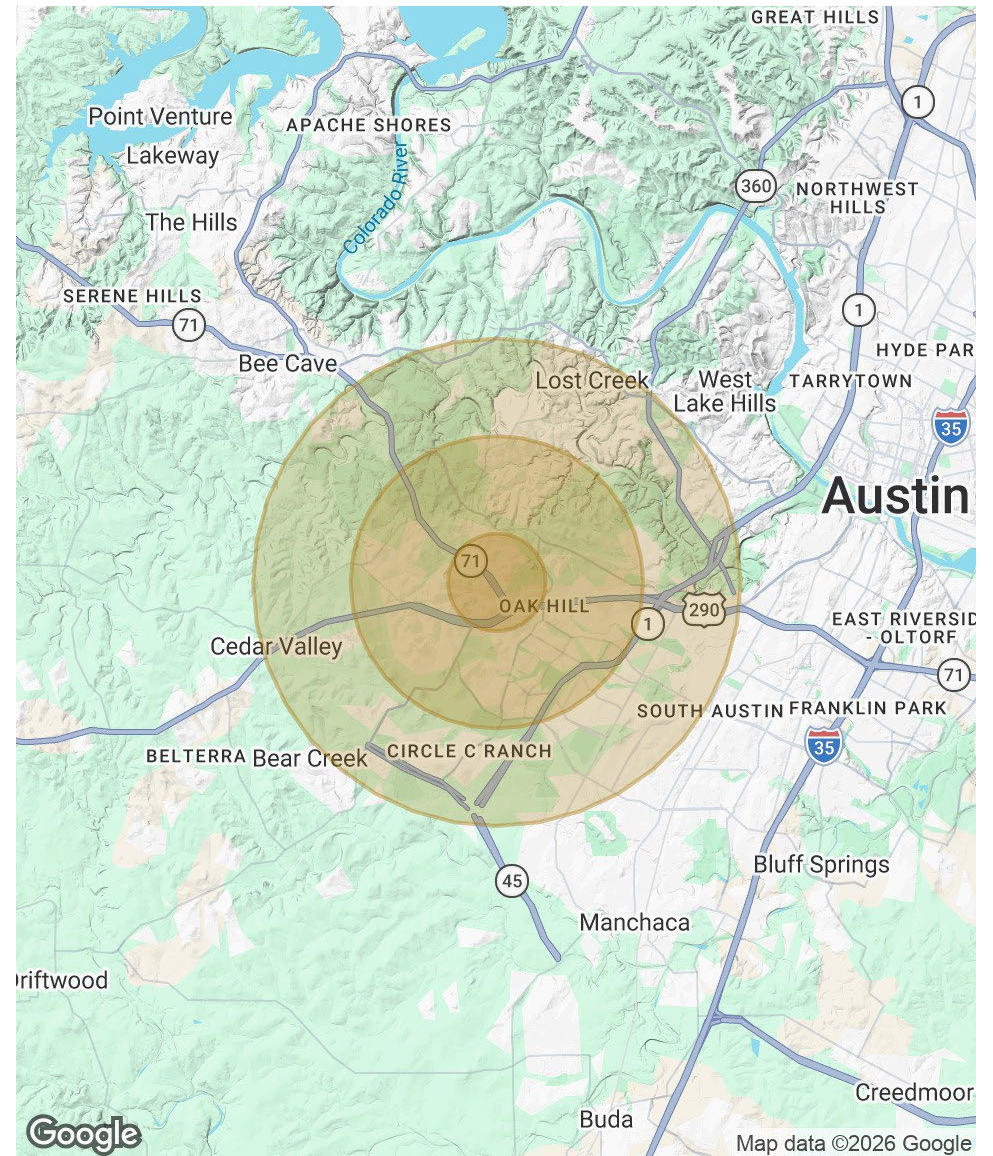 GREAT HILLS
1
Point Venture
APACHE SHORES
Lakeway
360
NORTHWEST
HILLS
Colorado River
The Hills
SERENE HILLS
71
1
HYDE PAR
Bee Cave
Lost Creek
West
Lake Hills
TARRYTOWN
35
Austin
71
OAK HILL
290
1
EAST RIVERSID
- OLTORF
Cedar Valley
71
SOUTH AUSTIN
FRANKLIN PARK
35
BELTERRA
Bear Creek
CIRCLE C RANCH
Bluff Springs
45
Manchaca
Driftwood
Creedmoor
Buda
Google
Map data ©2026 Google